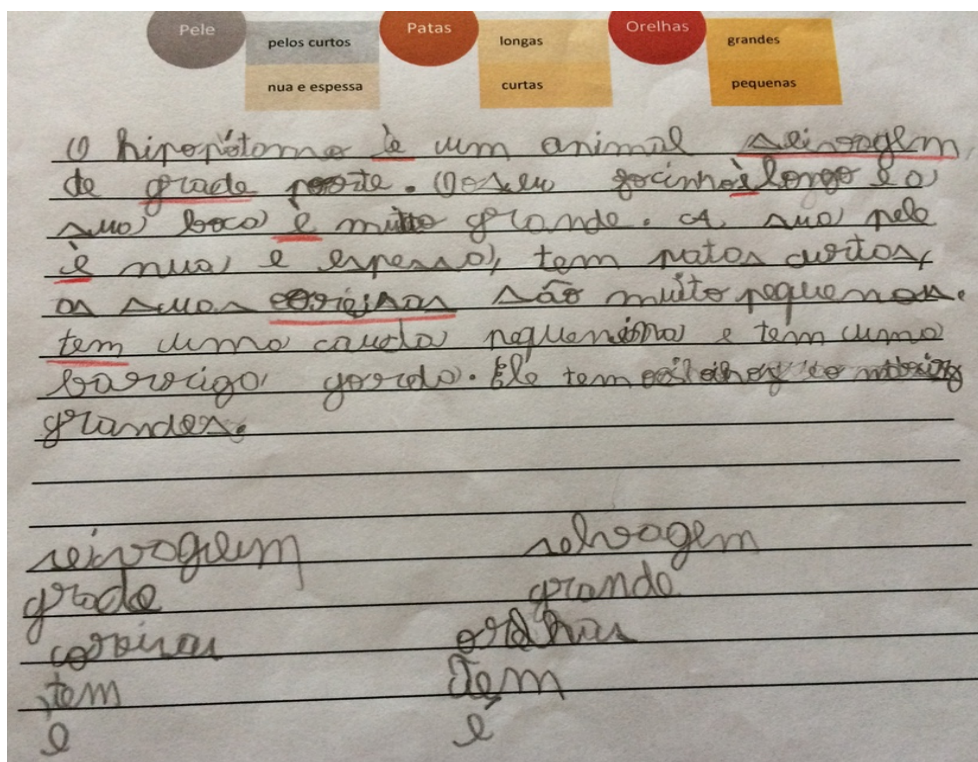 Pele
pelos curtos
nua e espessa
Patas
longas
curtas
Orelhas
grandes
pequenas
O hipopótamo è um animal seivagem
de grade porte. O seu focinho è longo e a
sua boca e muito grande. A sua pele
è nua e espessa, tem patas curtas,
as suas são muito pequenas.
tem uma cauda pequenina e tem uma
barriga gorda. Ele tem
grandes.
seivagem selvagem
grade grande
orelhas
tem Tem
e é